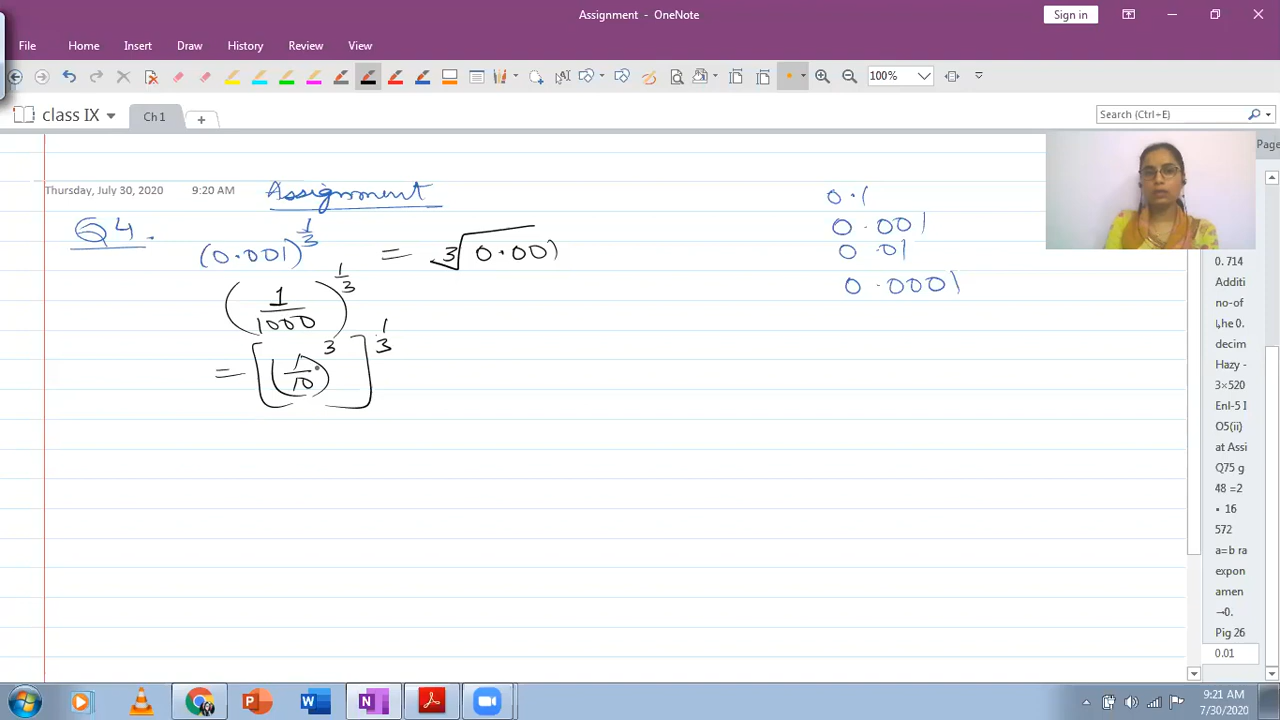 Assignment - OneNote
Sign in
File Home Insert Draw History Review View
100%
class IX Ch 1
Search (Ctrl+E)
Page
Thursday, July 30, 2020 9:20 AM Assignment
Q4.
(0.001)^(1/3) = ∛0.001
(1/1000)^(1/3)
= [(1/10)^3]^(1/3)
0.1
0.001
0.01
0.0001
0.714
Additi
no-of
decim
Hazy -
3×520
Enl-5 I
O5(ii)
at Assi
Q75 g
48 =2
• 16
572
a=b ra
expon
amen
→0.
Pig 26
0.01
9:21 AM
7/30/2020